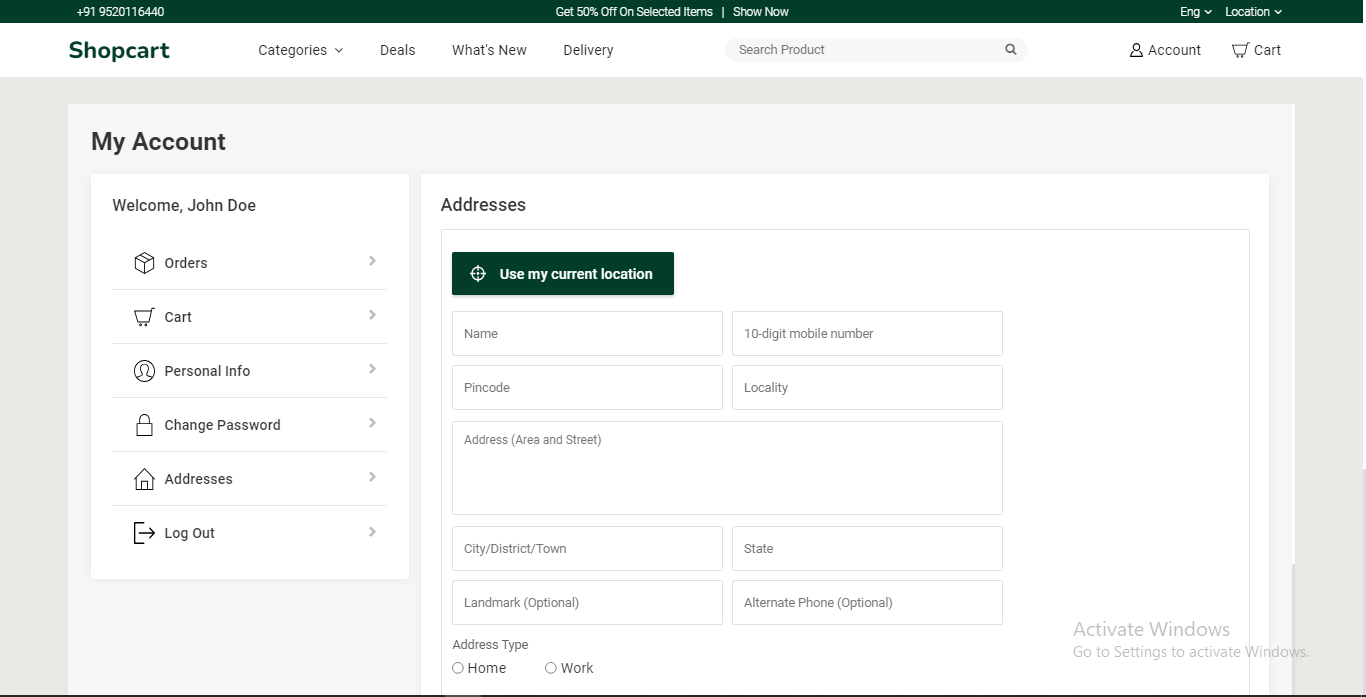 +91 9520116440 Get 50% Off On Selected Items | Show Now Eng Location
Shopcart Categories Deals What's New Delivery Search Product Account Cart
My Account
Welcome, John Doe
Orders
Cart
Personal Info
Change Password
Addresses
Log Out
Addresses
Use my current location
Name 10-digit mobile number
Pincode Locality
Address (Area and Street)
City/District/Town State
Landmark (Optional) Alternate Phone (Optional)
Address Type
Home Work
Activate Windows
Go to Settings to activate Windows.